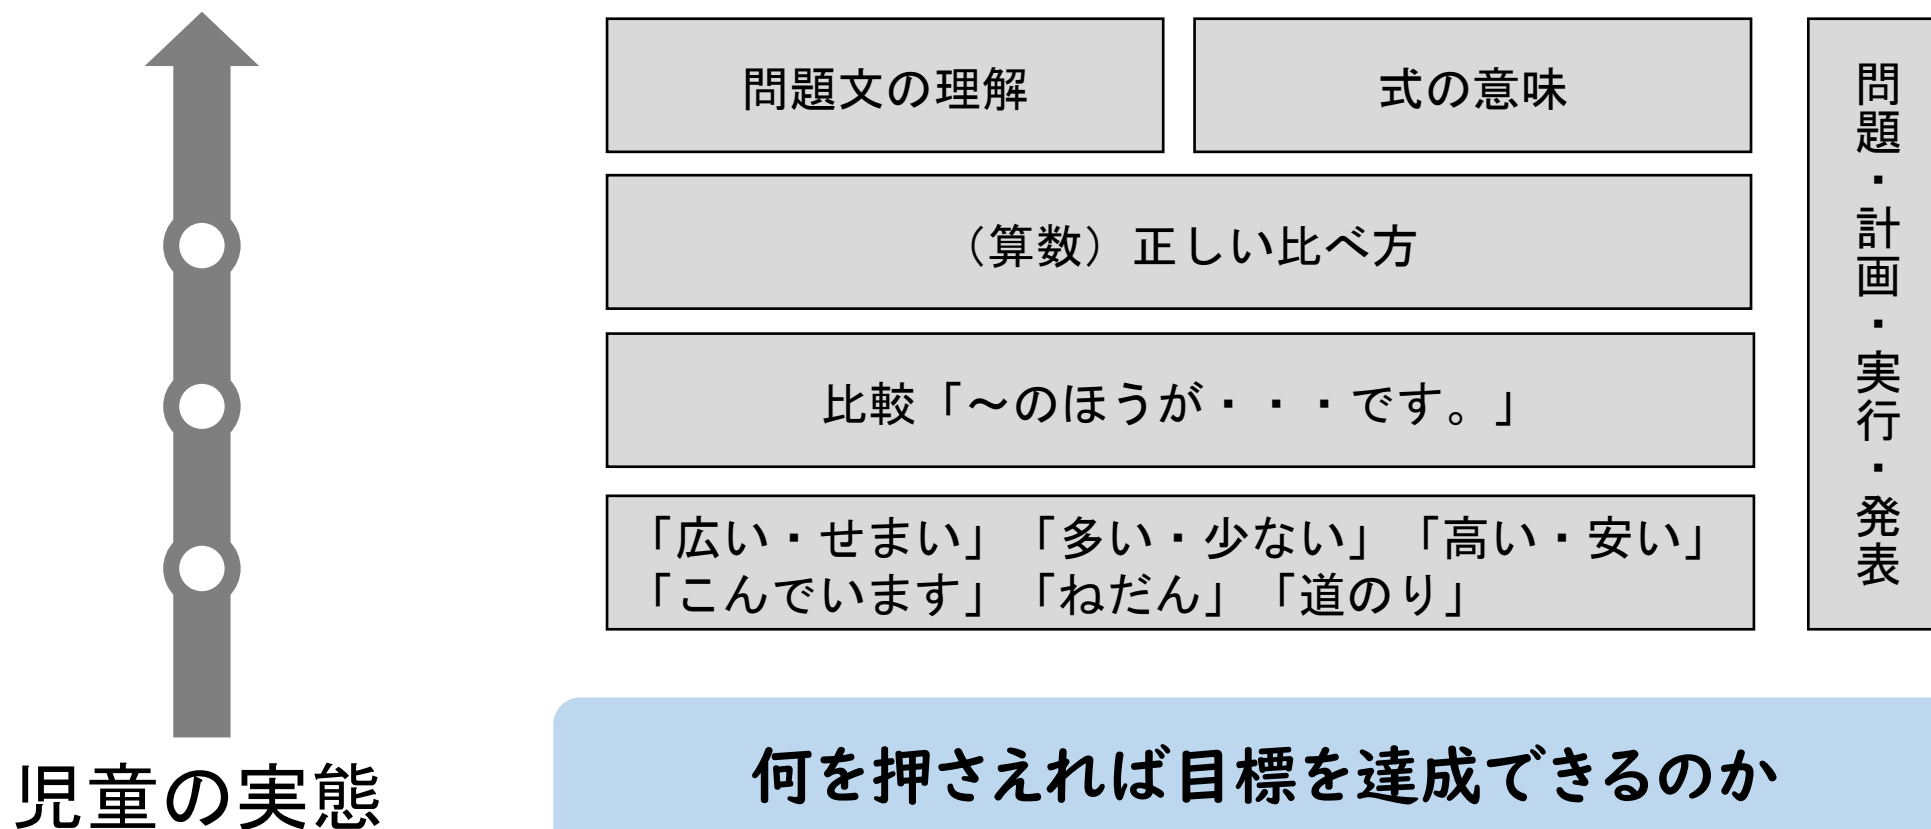 問題文の理解
式の意味
（算数）正しい比べ方
比較「～のほうが・・・です。」
「広い・せまい」「多い・少ない」「高い・安い」
「こんでいます」「ねだん」「道のり」
問題・計画・実行・発表
児童の実態
何を押さえれば目標を達成できるのか